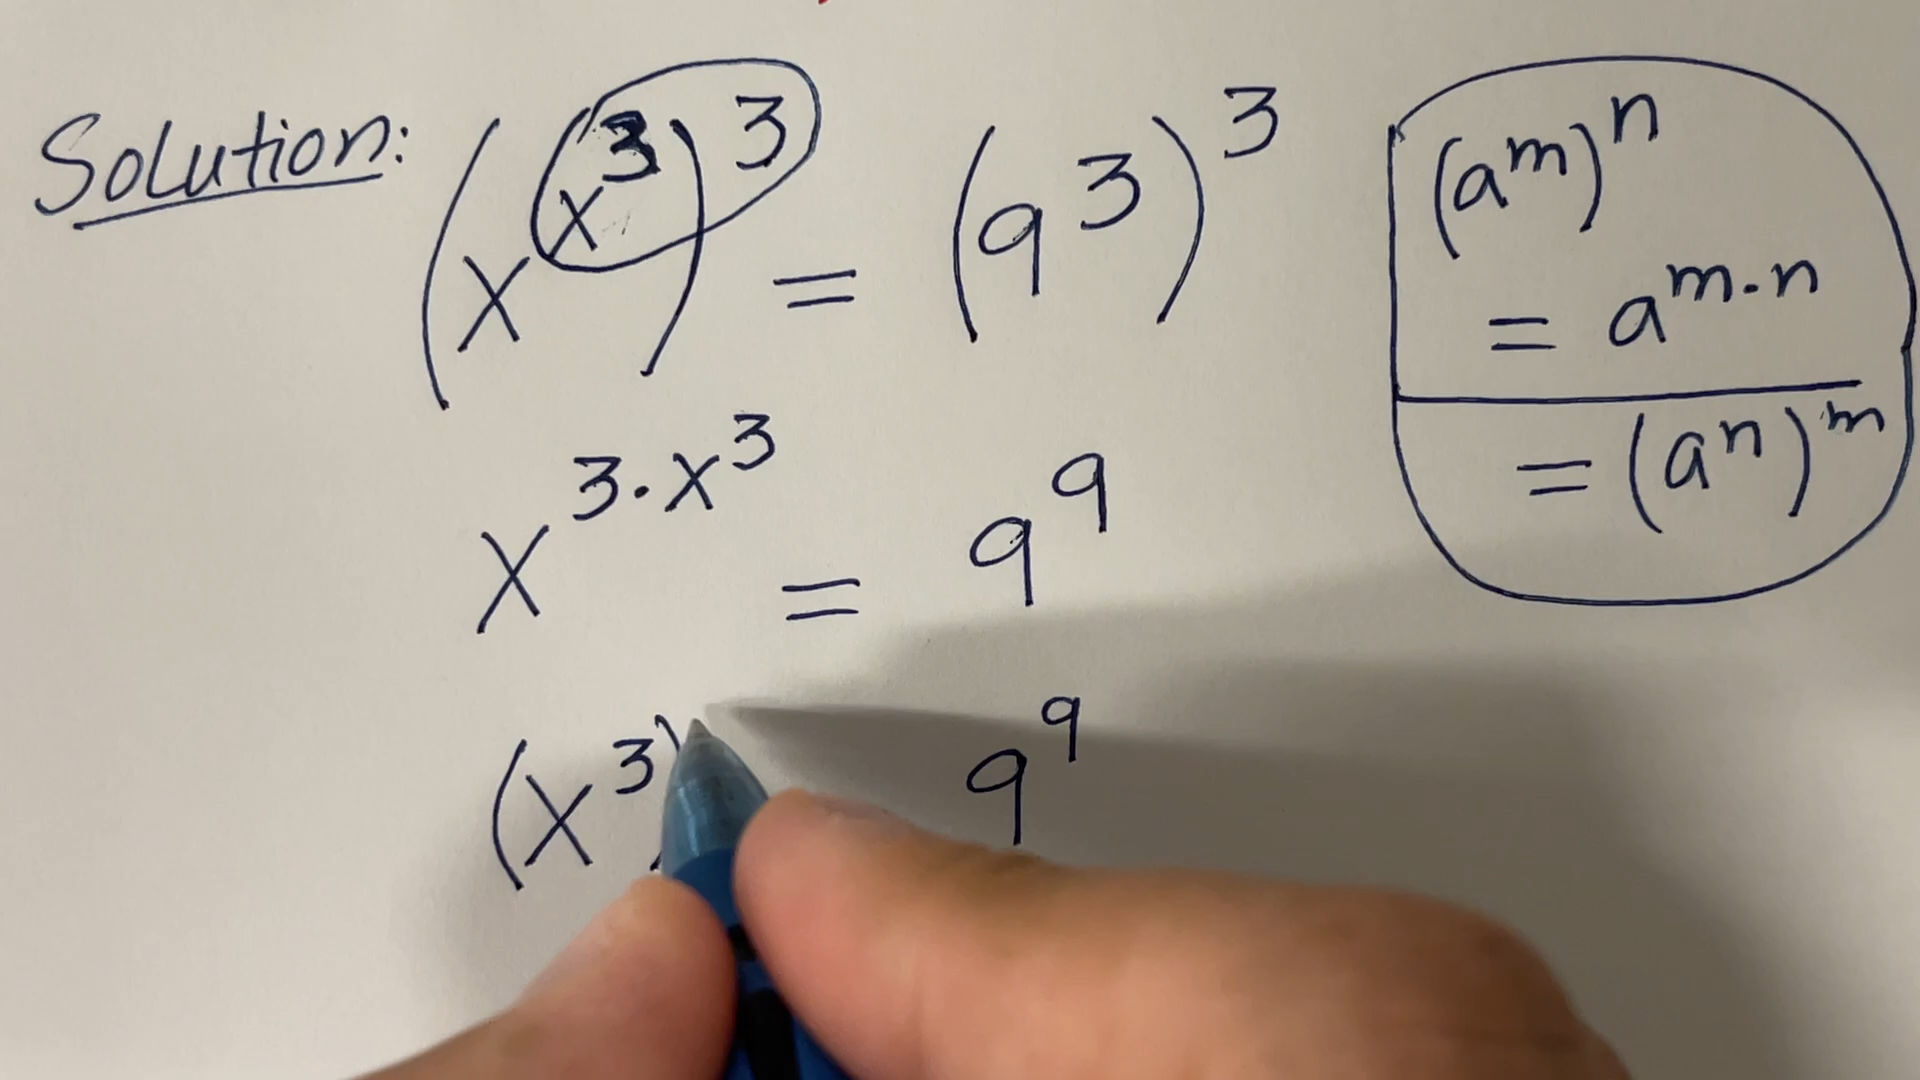 Solution: (x^(x^3))^3 = (9^3)^3
x^(3·x^3) = 9^9
(x^3) 9^9
(a^m)^n
= a^(m·n)
= (a^n)^m